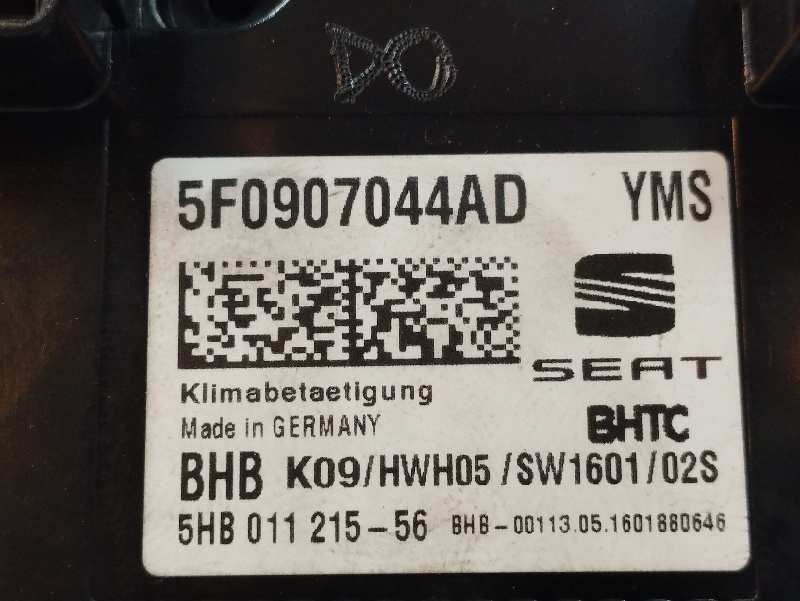 DO
5F0907044AD YMS
SEAT
Klimabetaetigung
Made in GERMANY
BHTC
BHB K09/HWH05/SW1601/02S
5HB 011 215-56 BHB-00113.05.1601880646